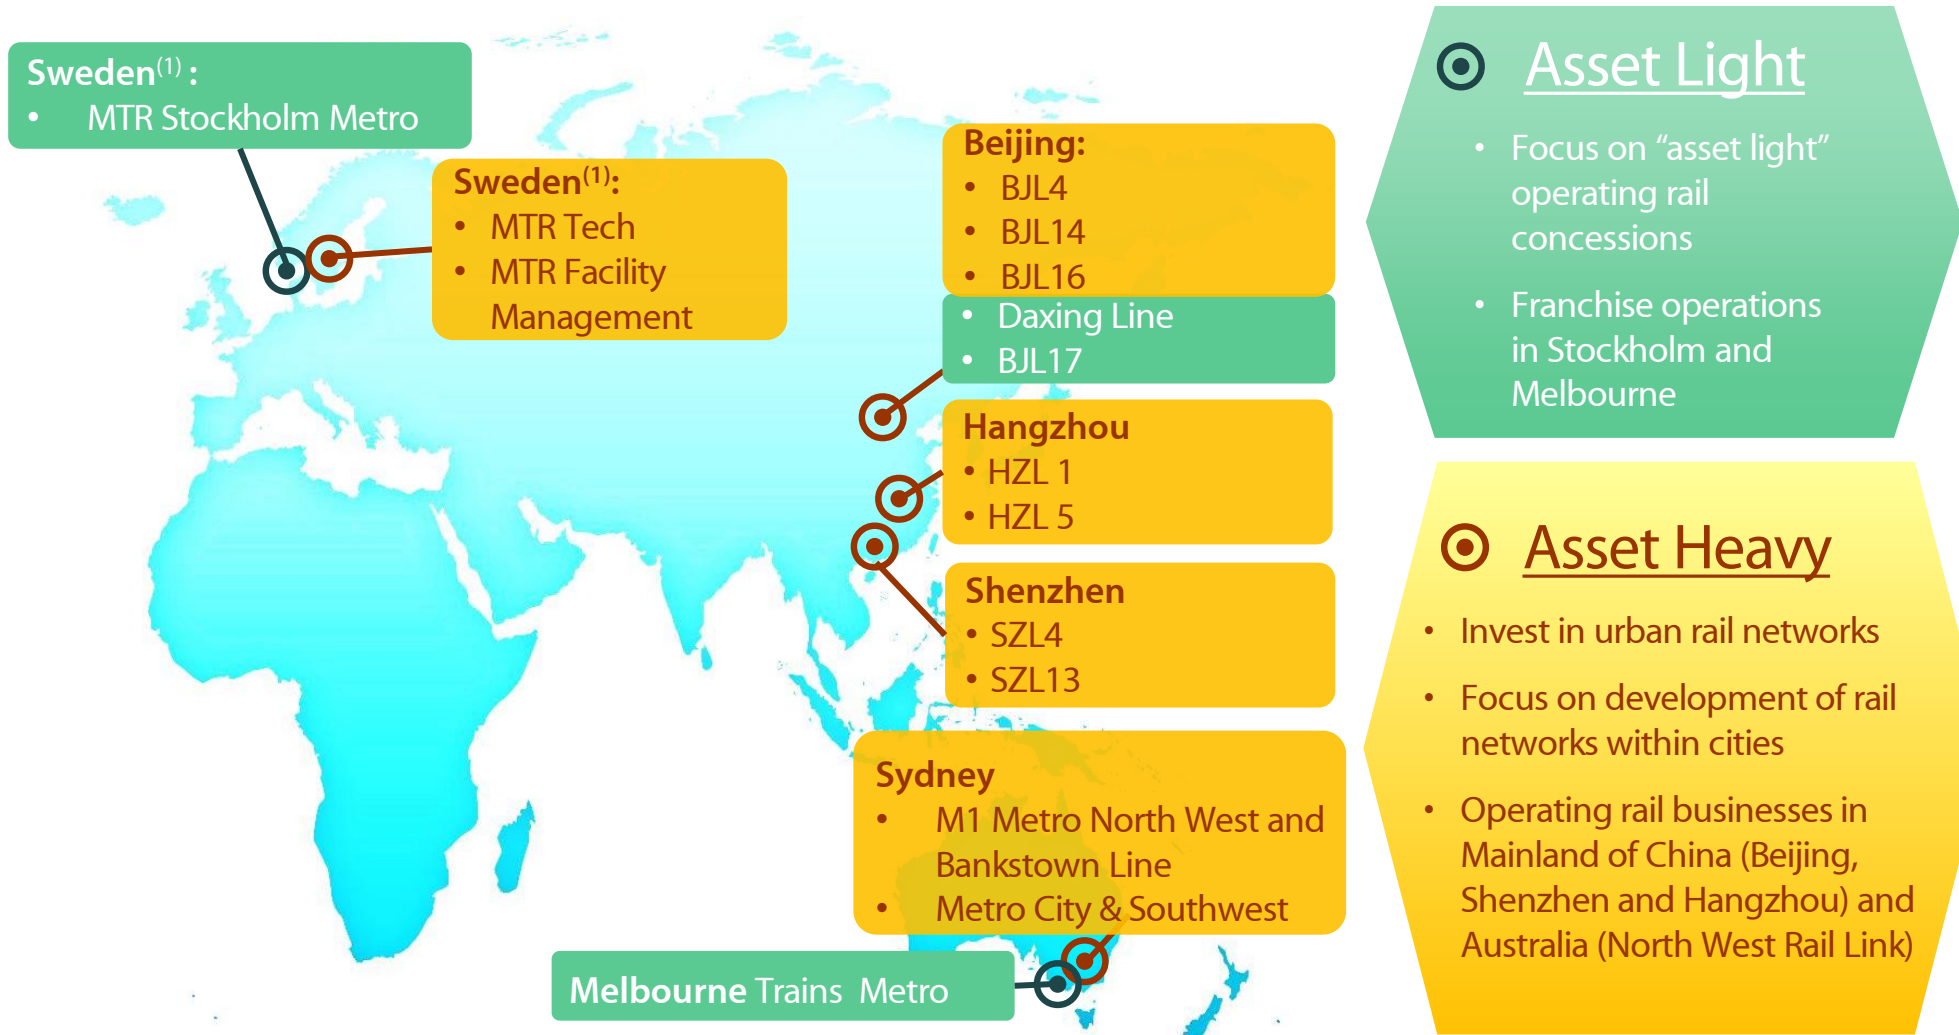 Sweden(1) :
• MTR Stockholm Metro
Sweden(1):
• MTR Tech
• MTR Facility
Management
Beijing:
• BJL4
• BJL14
• BJL16
• Daxing Line
• BJL17
Hangzhou
• HZL 1
• HZL 5
Shenzhen
• SZL4
• SZL13
Sydney
• M1 Metro North West and
Bankstown Line
• Metro City & Southwest
Melbourne Trains Metro
Asset Light
• Focus on “asset light”
operating rail
concessions
• Franchise operations
in Stockholm and
Melbourne
Asset Heavy
• Invest in urban rail networks
• Focus on development of rail
networks within cities
• Operating rail businesses in
Mainland of China (Beijing,
Shenzhen and Hangzhou) and
Australia (North West Rail Link)